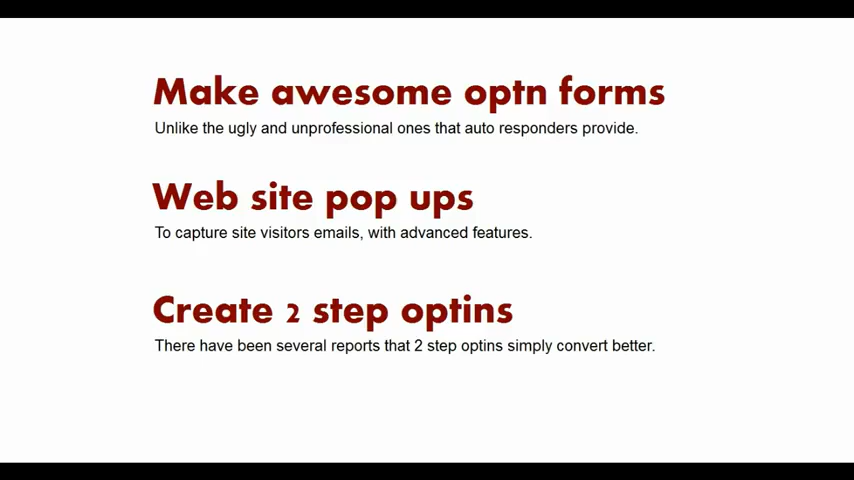 Make awesome optn forms
Unlike the ugly and unprofessional ones that auto responders provide.
Web site pop ups
To capture site visitors emails, with advanced features.
Create 2 step optins
There have been several reports that 2 step optins simply convert better.